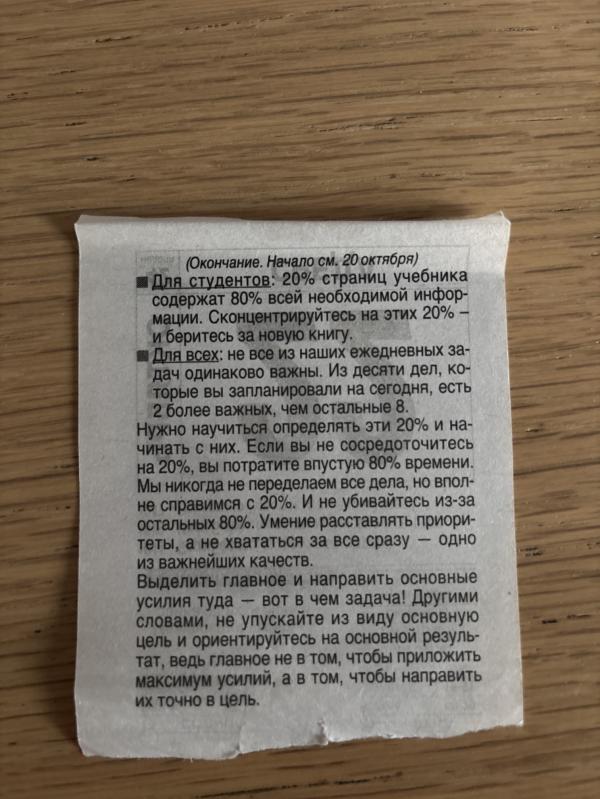 (Окончание. Начало см. 20 октября)
■ Для студентов: 20% страниц учебника
содержат 80% всей необходимой инфор-
мации. Сконцентрируйтесь на этих 20% –
и беритесь за новую книгу.
■ Для всех: не все из наших ежедневных за-
дач одинаково важны. Из десяти дел, ко-
торые вы запланировали на сегодня, есть
2 более важных, чем остальные 8.
Нужно научиться определять эти 20% и на-
чинать с них. Если вы не сосредоточитесь
на 20%, вы потратите впустую 80% времени.
Мы никогда не переделаем все дела, но впол-
не справимся с 20%. И не убивайтесь из-за
остальных 80%. Умение расставлять приори-
теты, а не хвататься за все сразу — одно
из важнейших качеств.
Выделить главное и направить основные
усилия туда — вот в чем задача! Другими
словами, не упускайте из виду основную
цель и ориентируйтесь на основной резуль-
тат, ведь главное не в том, чтобы приложить
максимум усилий, а в том, чтобы направить
их точно в цель.